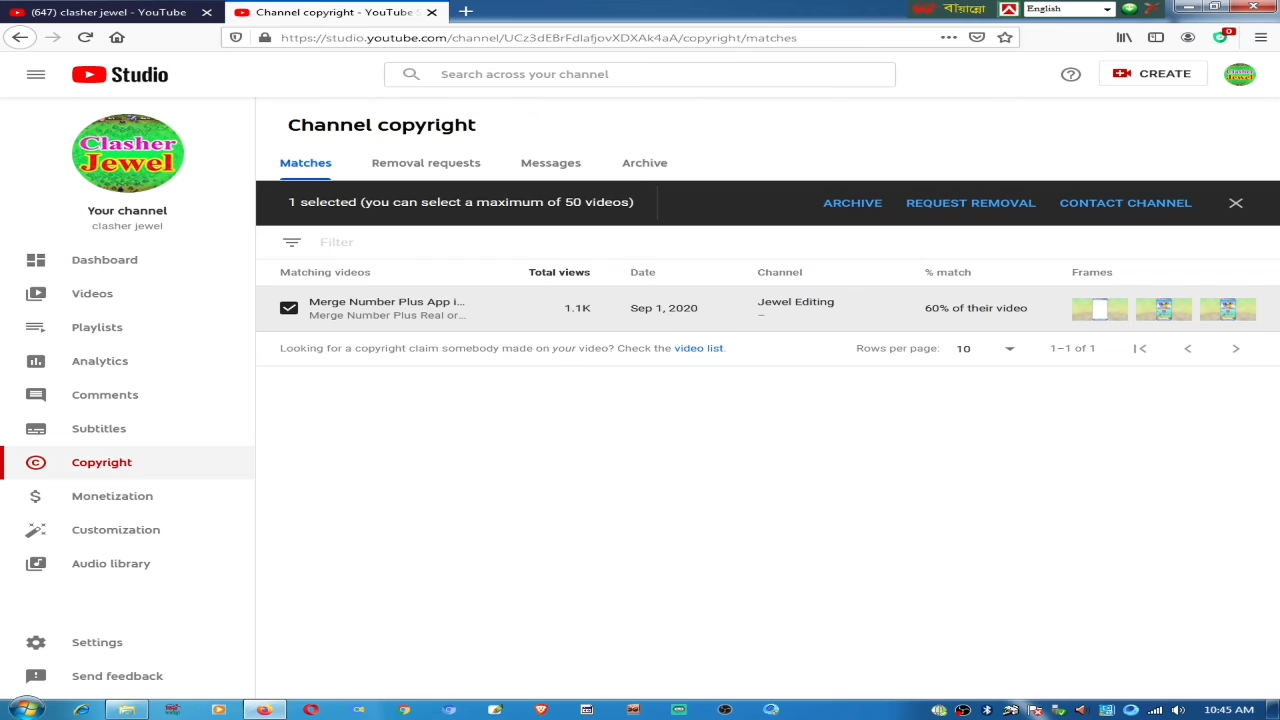 (647) clasher jewel - YouTube
Channel copyright - YouTube S
বায়ান্নো
English
https://studio.youtube.com/channel/UCz3dEBrFdlafjovXDXAk4aA/copyright/matches
9
Studio
Search across your channel
CREATE
Clasher
Jewel
Your channel
clasher jewel
Dashboard
Videos
Playlists
Analytics
Comments
Subtitles
Copyright
Monetization
Customization
Audio library
Settings
Send feedback
Channel copyright
Matches Removal requests Messages Archive
1 selected (you can select a maximum of 50 videos) ARCHIVE REQUEST REMOVAL CONTACT CHANNEL
Filter
Matching videos Total views Date Channel % match Frames
Merge Number Plus App i... 1.1K Sep 1, 2020 Jewel Editing 60% of their video
Merge Number Plus Real or... –
Looking for a copyright claim somebody made on your video? Check the video list. Rows per page: 10 1–1 of 1
10:45 AM